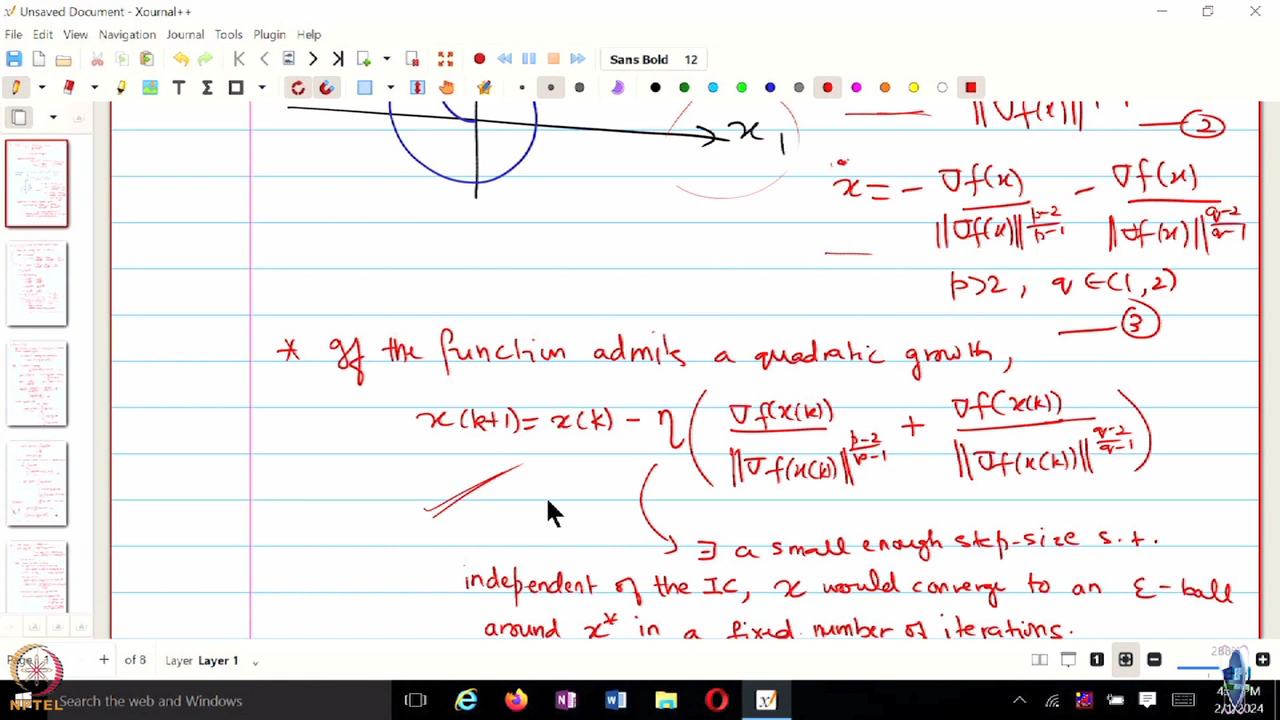 Unsaved Document - Xournal++
File Edit View Navigation Journal Tools Plugin Help
Sans Bold 12
x₁
||∇f(x)||
② 
ẋ = - ∇f(x) / ||∇f(x)||^((p-2)/(p-1)) - ∇f(x) / ||∇f(x)||^((q-2)/(q-1))
p>2, q ∈ (1,2)
③
* If the function admits a quadratic growth,
x(k+1) = x(k) - η ( ∇f(x(k)) / ||∇f(x(k)||^((p-2)/(p-1)) + ∇f(x(k)) / ||∇f(x(k))||^((q-2)/(q-1)) )
∃ a small enough step-size s.t.
independent of the IC, x would converge to an ε-ball
around x* in a fixed number of iterations.
Page 1 of 8 Layer Layer 1
NPTEL
Search the web and Windows